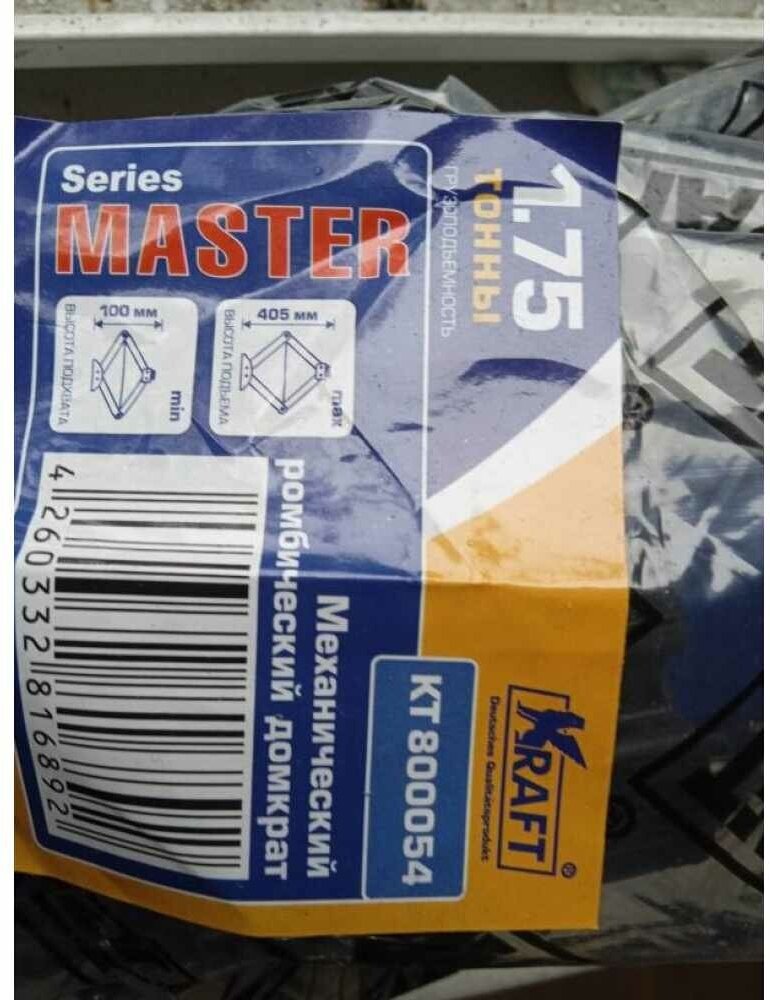 KRAFT®
Deutsches Qualitätsprodukt
KT 800054
1.75
ТОННЫ
ГРУЗОПОДЪЕМНОСТЬ
Механический
ромбический домкрат
Series
MASTER
100 мм
ВЫСОТА ПОДХВАТА
min
405 мм
ВЫСОТА ПОДЪЕМА
max
4 260332 816892